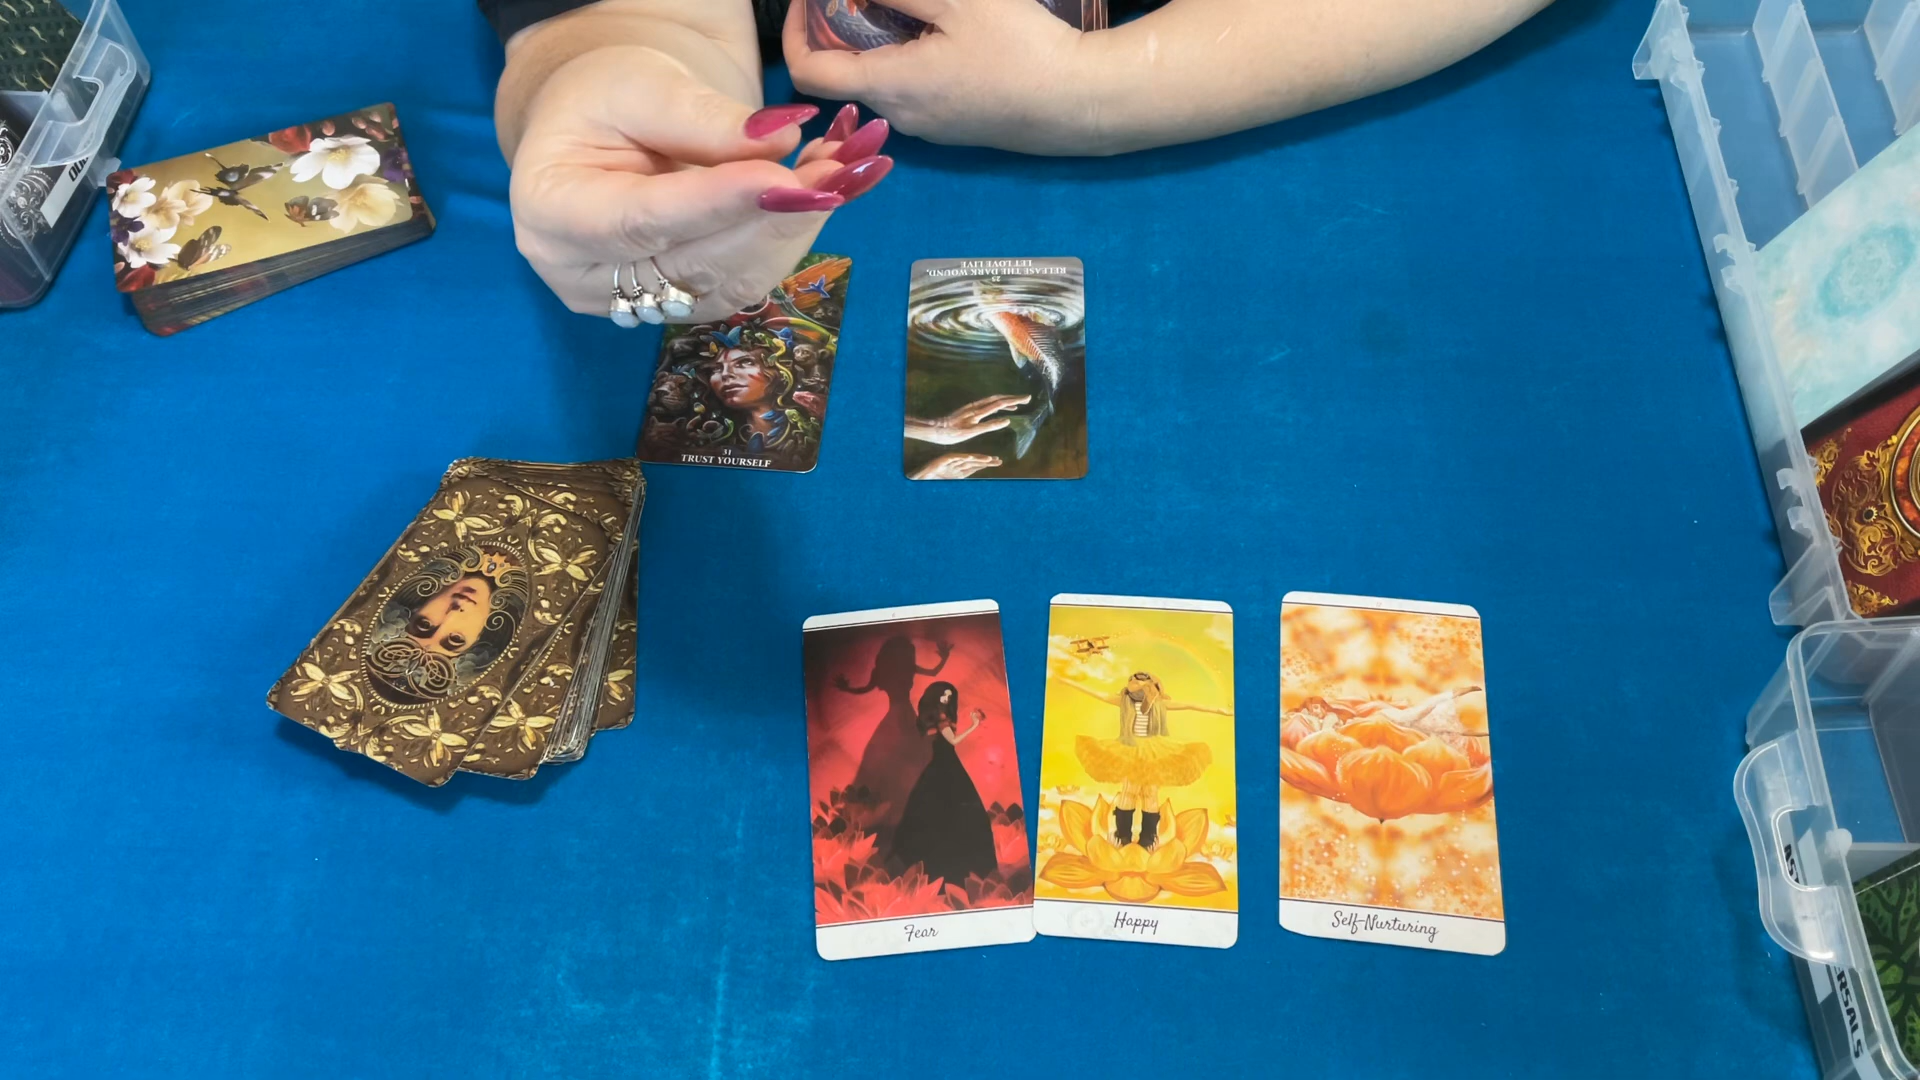 25
RELEASE THE DARK WOUND,
LET LOVE LIVE
31
TRUST YOURSELF
Fear
Happy
Self-Nurturing